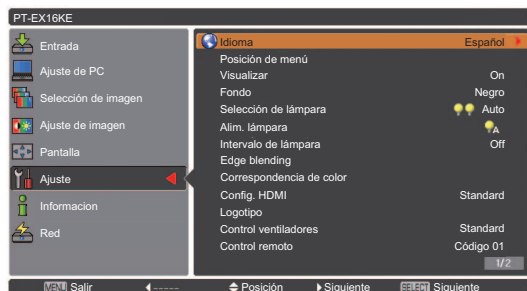 PT-EX16KE
Entrada
Ajuste de PC
Selección de imagen
Ajuste de imagen
Pantalla
Ajuste
Informacion
Red
Idioma Español
Posición de menú
Visualizar On
Fondo Negro
Selección de lámpara Auto
Alim. lámpara A
Intervalo de lámpara Off
Edge blending
Correspondencia de color
Config. HDMI Standard
Logotipo
Control ventiladores Standard
Control remoto Código 01
1/2
MENU Salir ----- Posición Siguiente SELECT Siguiente